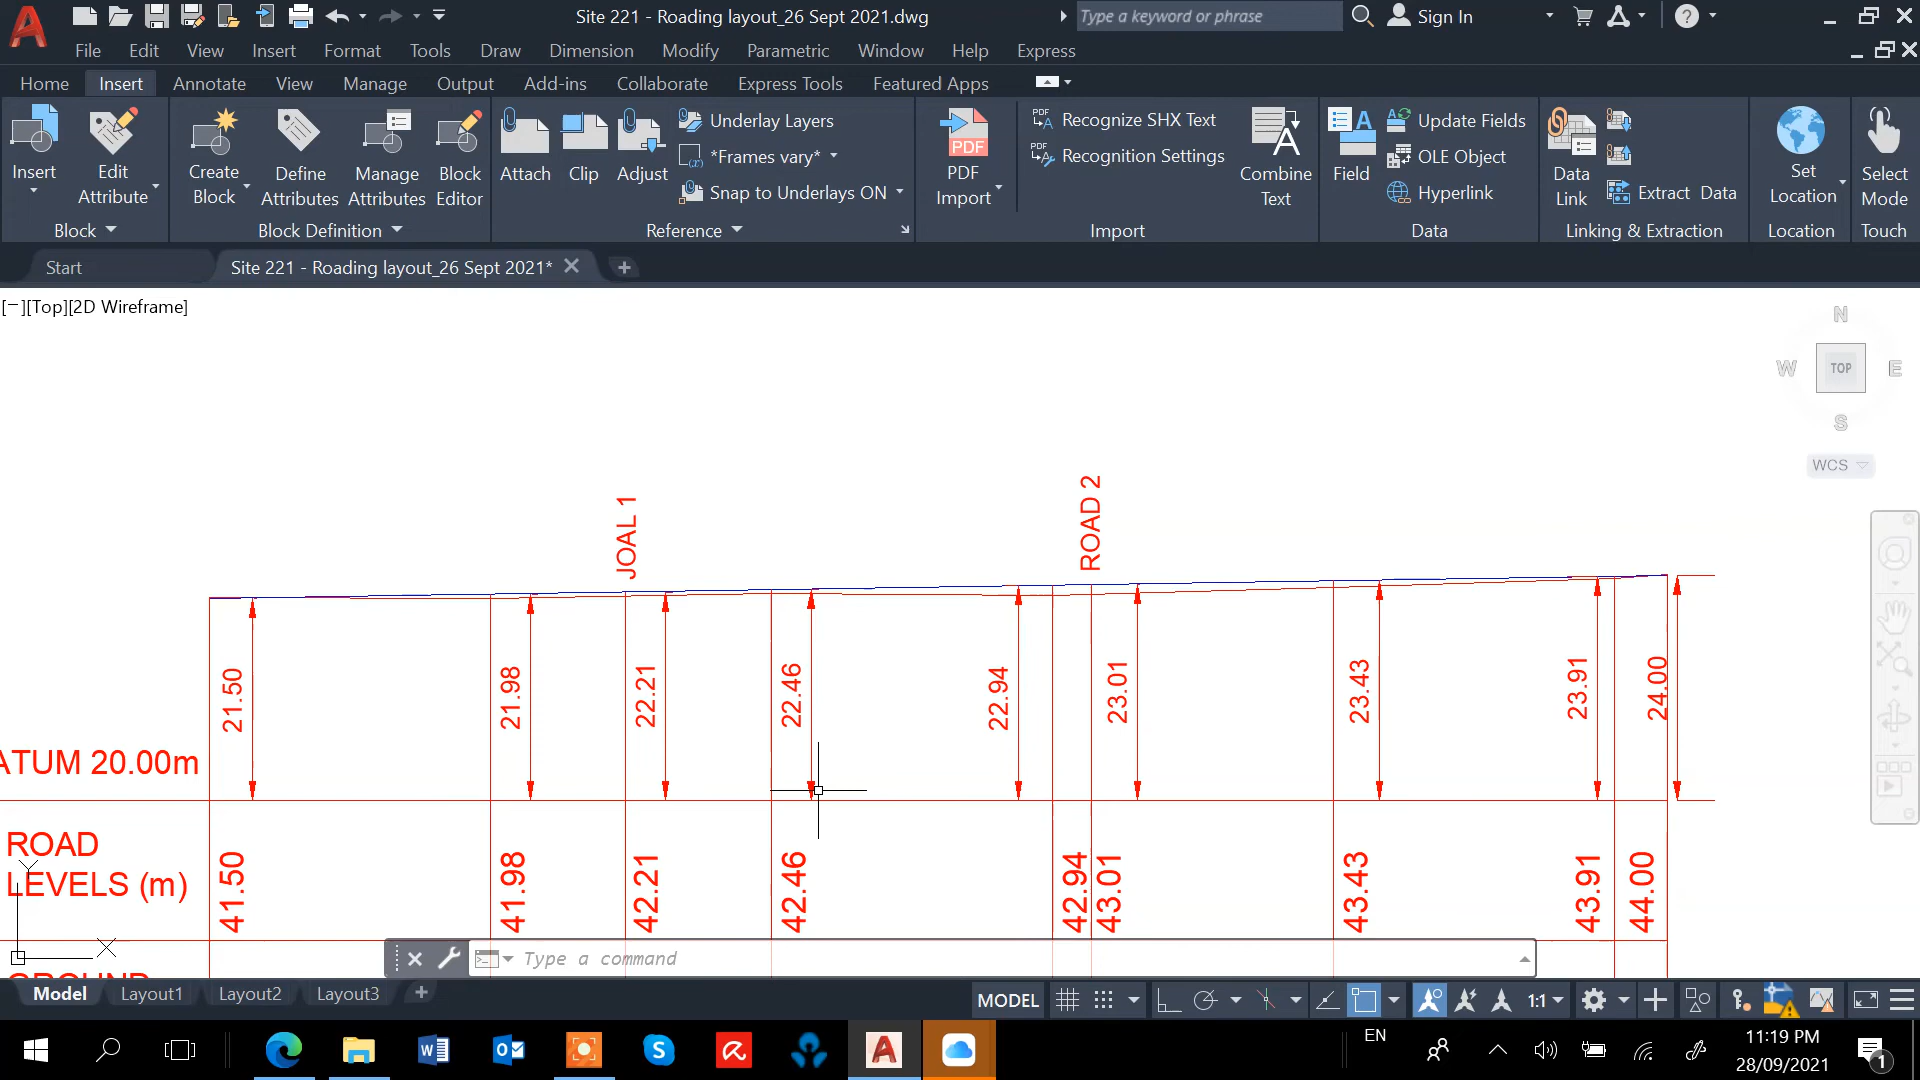 Site 221 - Roading layout_26 Sept 2021.dwg
Type a keyword or phrase
Sign In
File Edit View Insert Format Tools Draw Dimension Modify Parametric Window Help Express
Home Insert Annotate View Manage Output Add-ins Collaborate Express Tools Featured Apps
Insert
Edit Attribute
Block
Create Block
Define Attributes
Manage Attributes
Block Editor
Block Definition
Attach
Clip
Adjust
Underlay Layers
*Frames vary*
Snap to Underlays ON
Reference
PDF
PDF Import
Recognize SHX Text
Recognition Settings
Combine Text
Import
Field
Update Fields
OLE Object
Hyperlink
Data
Data Link
Extract Data
Linking & Extraction
Set Location
Location
Select Mode
Touch
Start
Site 221 - Roading layout_26 Sept 2021*
[−][Top][2D Wireframe]
N
W TOP E
S
WCS
JOAL 1
ROAD 2
21.50 21.98 22.21 22.46 22.94 23.01 23.43 23.91 24.00
ATUM 20.00m
ROAD
LEVELS (m)
41.50 41.98 42.21 42.46 42.94 43.01 43.43 43.91 44.00
GROUND
Y
X
Type a command
Model Layout1 Layout2 Layout3
MODEL
1:1
EN
11:19 PM
28/09/2021
1